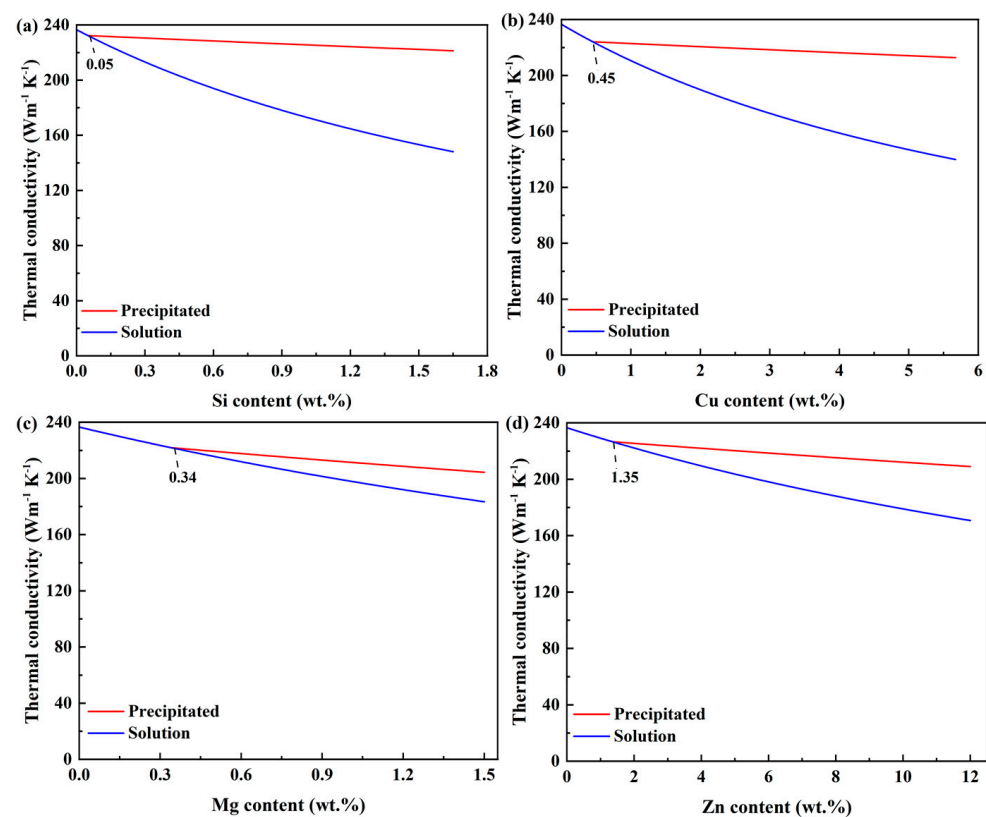 (a)
Thermal conductivity (Wm⁻¹ K⁻¹)
240
200
160
120
80
40
0
0.05
Precipitated
Solution
0.0 0.3 0.6 0.9 1.2 1.5 1.8
Si content (wt.%)
(b)
Thermal conductivity (Wm⁻¹ K⁻¹)
240
200
160
120
80
40
0
0.45
Precipitated
Solution
0 1 2 3 4 5 6
Cu content (wt.%)
(c)
Thermal conductivity (Wm⁻¹ K⁻¹)
240
200
160
120
80
40
0
0.34
Precipitated
Solution
0.0 0.3 0.6 0.9 1.2 1.5
Mg content (wt.%)
(d)
Thermal conductivity (Wm⁻¹ K⁻¹)
240
200
160
120
80
40
0
1.35
Precipitated
Solution
0 2 4 6 8 10 12
Zn content (wt.%)